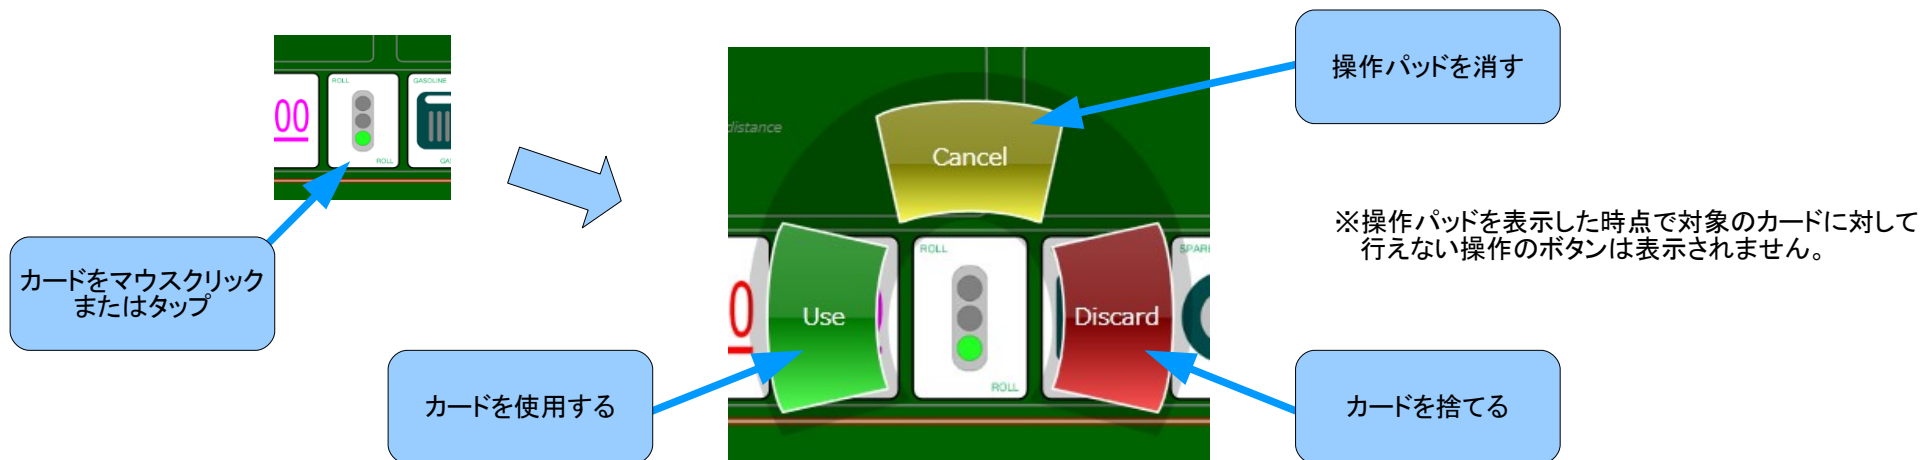 カードをマウスクリック
またはタップ
00
ROLL
ROLL
GASOLINE
カードを使用する
distance
Cancel
Use
Discard
0
ROLL
ROLL
操作パッドを消す
※操作パッドを表示した時点で対象のカードに対して
行えない操作のボタンは表示されません。
カードを捨てる